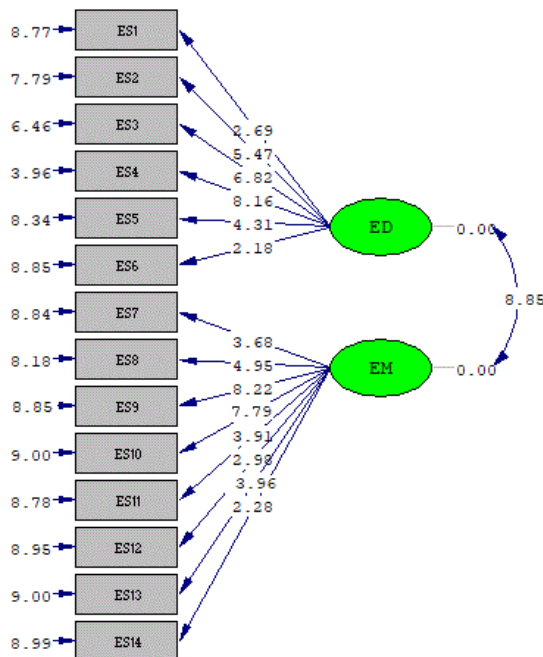 8.77 ES1
7.79 ES2
6.46 ES3
3.96 ES4
8.34 ES5
8.85 ES6
8.84 ES7
8.18 ES8
8.85 ES9
9.00 ES10
8.78 ES11
8.95 ES12
9.00 ES13
8.99 ES14
2.69
5.47
6.82
8.16
4.31
2.18
3.68
4.95
8.22
7.79
3.91
2.98
3.96
2.28
ED 0.00
EM 0.00
8.85